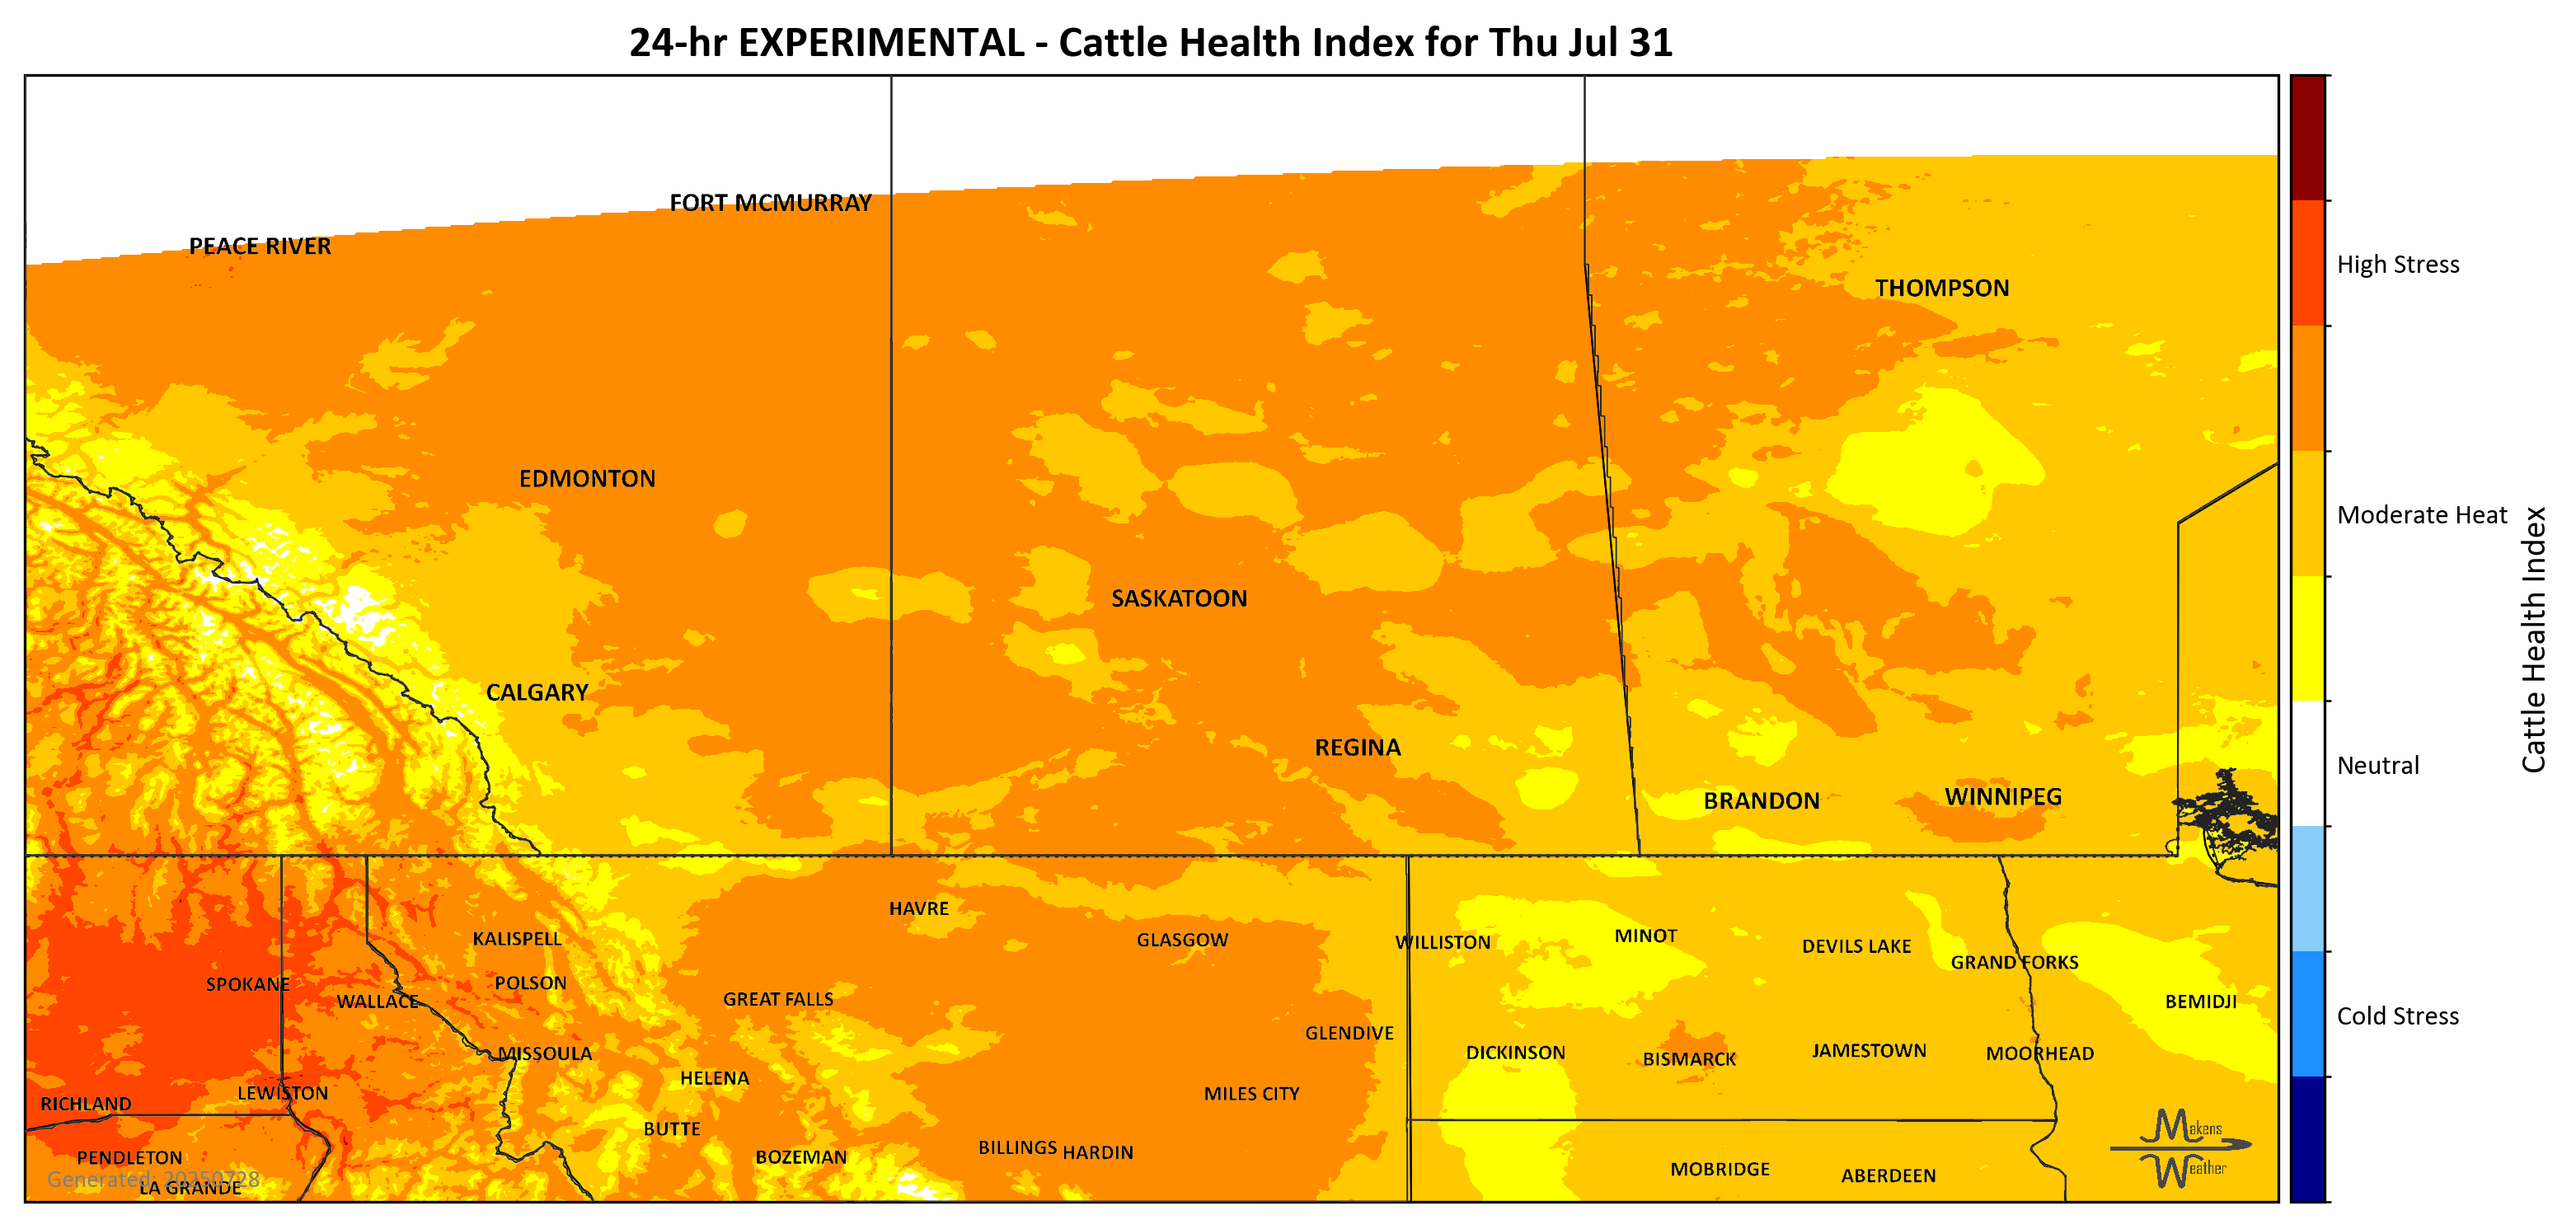 24-hr EXPERIMENTAL - Cattle Health Index for Thu Jul 31
FORT MCMURRAY
PEACE RIVER
THOMPSON
EDMONTON
SASKATOON
CALGARY
REGINA
BRANDON
WINNIPEG
HAVRE
KALISPELL
GLASGOW
WILLISTON
MINOT
DEVILS LAKE
GRAND FORKS
SPOKANE
POLSON
WALLACE
GREAT FALLS
BEMIDJI
GLENDIVE
MISSOULA
DICKINSON
BISMARCK
JAMESTOWN
MOORHEAD
HELENA
LEWISTON
MILES CITY
RICHLAND
BUTTE
BILLINGS
HARDIN
PENDLETON
BOZEMAN
MOBRIDGE
ABERDEEN
Generated: 20250728
LA GRANDE
Makens
Weather
High Stress
Moderate Heat
Neutral
Cold Stress
Cattle Health Index